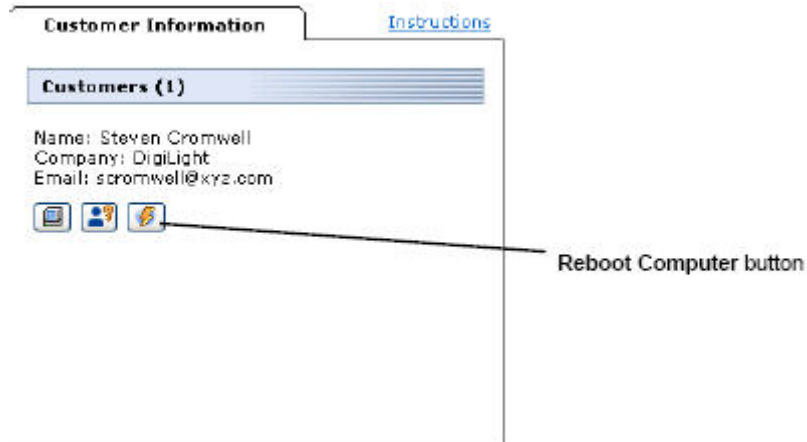 Customer Information
Instructions
Customers (1)
Name: Steven Cromwell
Company: DigiLight
Email: scromwell@xyz.com
Reboot Computer button